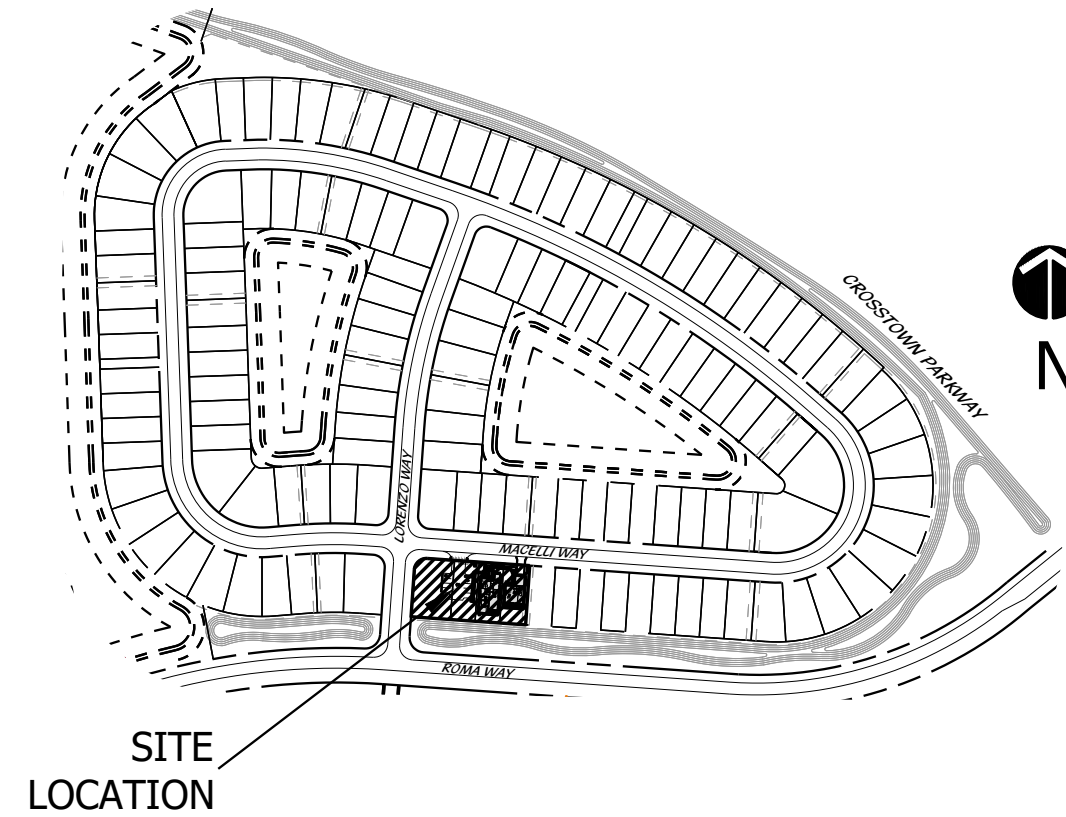 CROSSTOWN PARKWAY
N
LORENZO WAY
MACELLI WAY
ROMA WAY
SITE
LOCATION